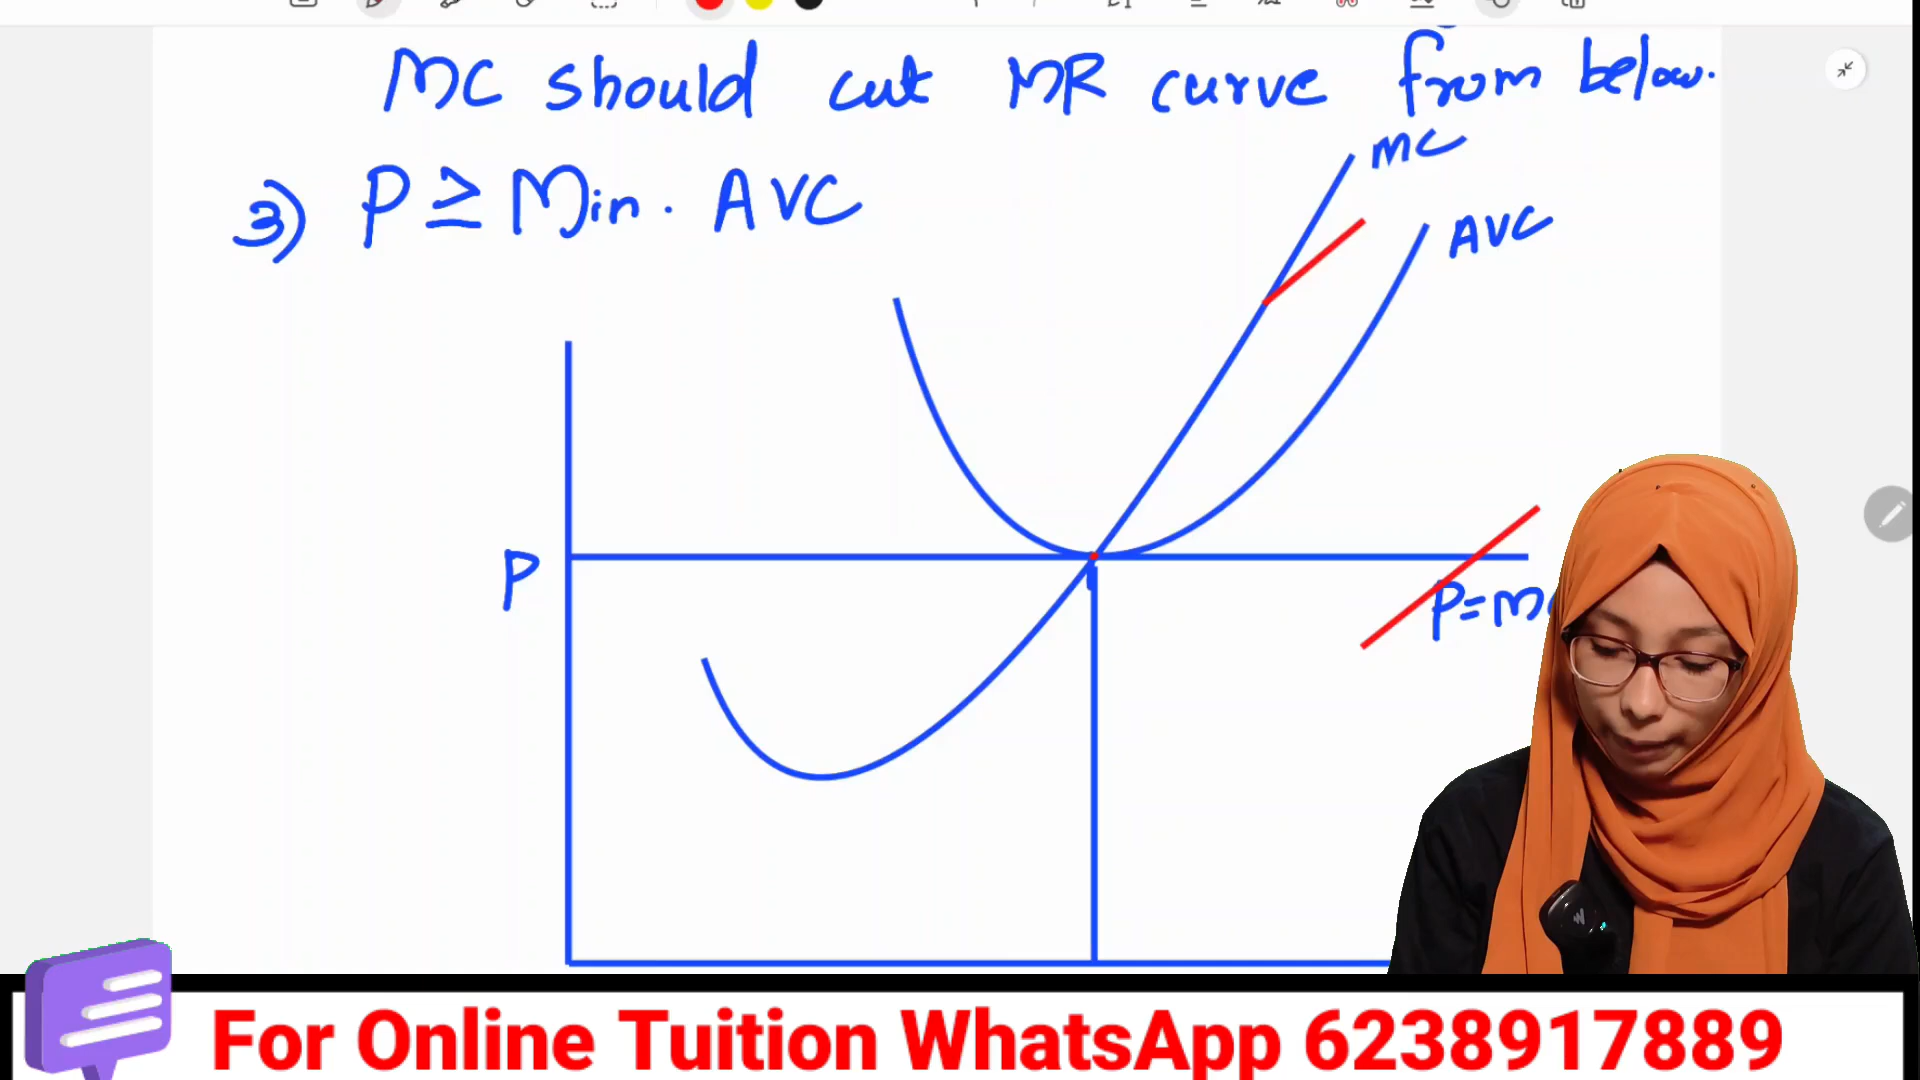 MC should cut MR curve from below.
MC
3) P ≥ Min. AVC
AVC
P
For Online Tuition WhatsApp 6238917889